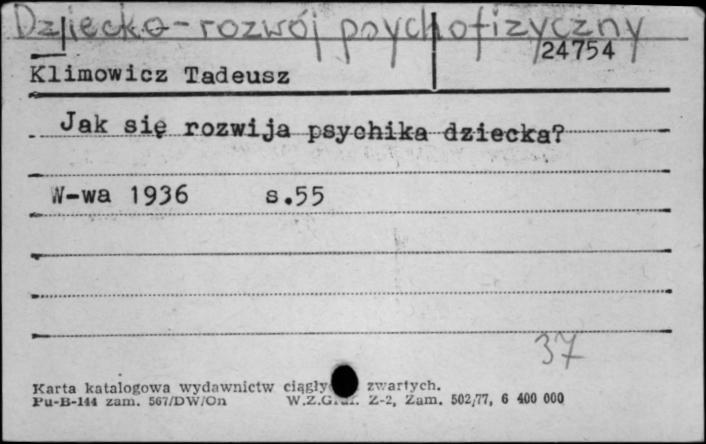 Dziecko - rozwój psychofizyczny
24754
Klimowicz Tadeusz
Jak się rozwija psychika dziecka?
W-wa 1936 s.55
37
Karta katalogowa wydawnictw zwartych.
Pu-B-144 zam. 567/DW/On W.Z.Graf. Z-2, Zam. 502/77, 6 400 000